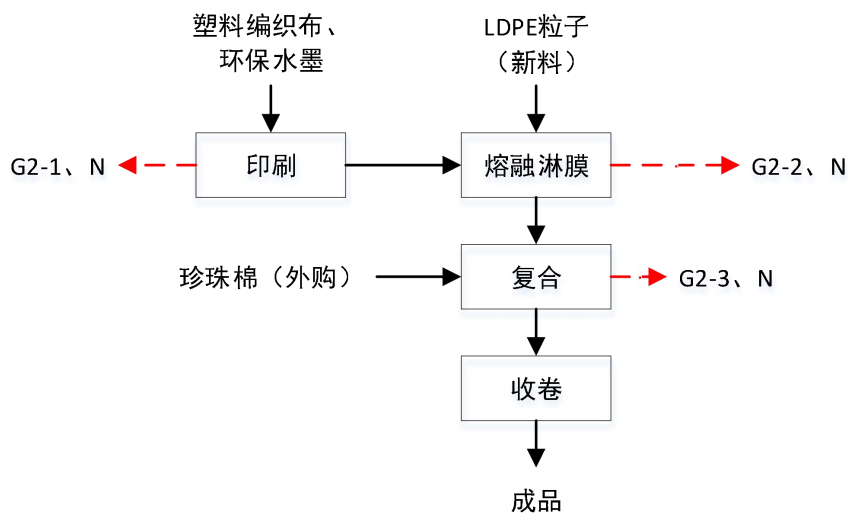 塑料编织布、
环保水墨
LDPE粒子
（新料）
G2-1、N
印刷
熔融淋膜
G2-2、N
珍珠棉（外购）
复合
G2-3、N
收卷
成品